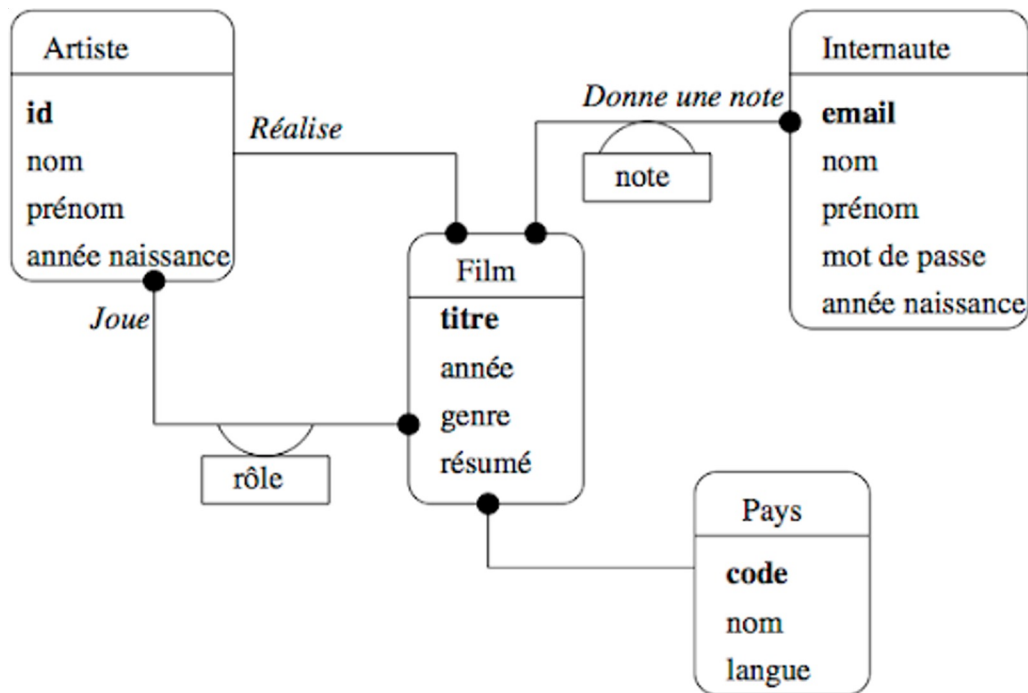 Artiste
id
nom
prénom
année naissance
Réalise
Joue
rôle
Donne une note
note
Internaute
email
nom
prénom
mot de passe
année naissance
Film
titre
année
genre
résumé
Pays
code
nom
langue